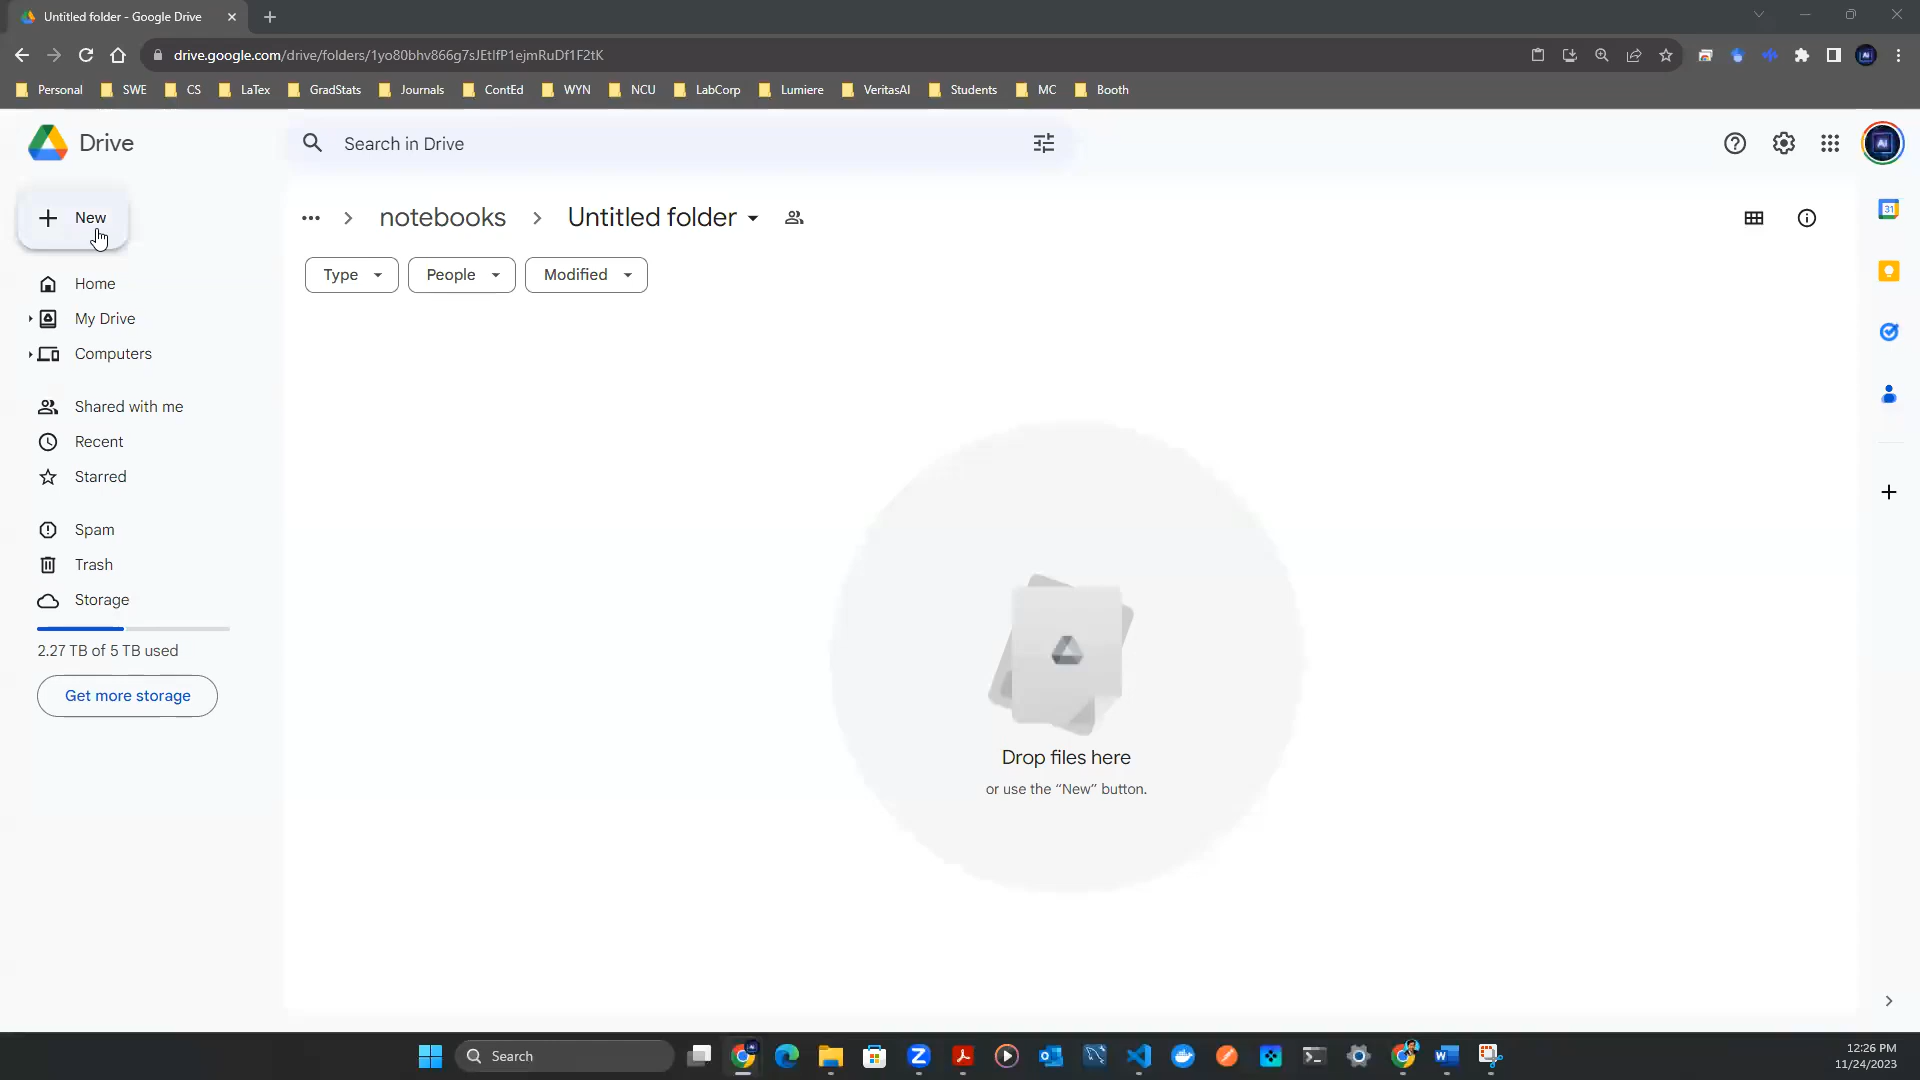 Untitled folder - Google Drive
drive.google.com/drive/folders/1yo80bhv866g7sJEtIfP1ejmRuDf1F2tK
Personal SWE CS LaTex GradStats Journals ContEd WYN NCU LabCorp Lumiere VeritasAI Students MC Booth
Drive
Search in Drive
New
notebooks
Untitled folder
Type
People
Modified
Home
My Drive
Computers
Shared with me
Recent
Starred
Spam
Trash
Storage
2.27 TB of 5 TB used
Get more storage
Drop files here
or use the “New” button.
Search
12:26 PM
11/24/2023